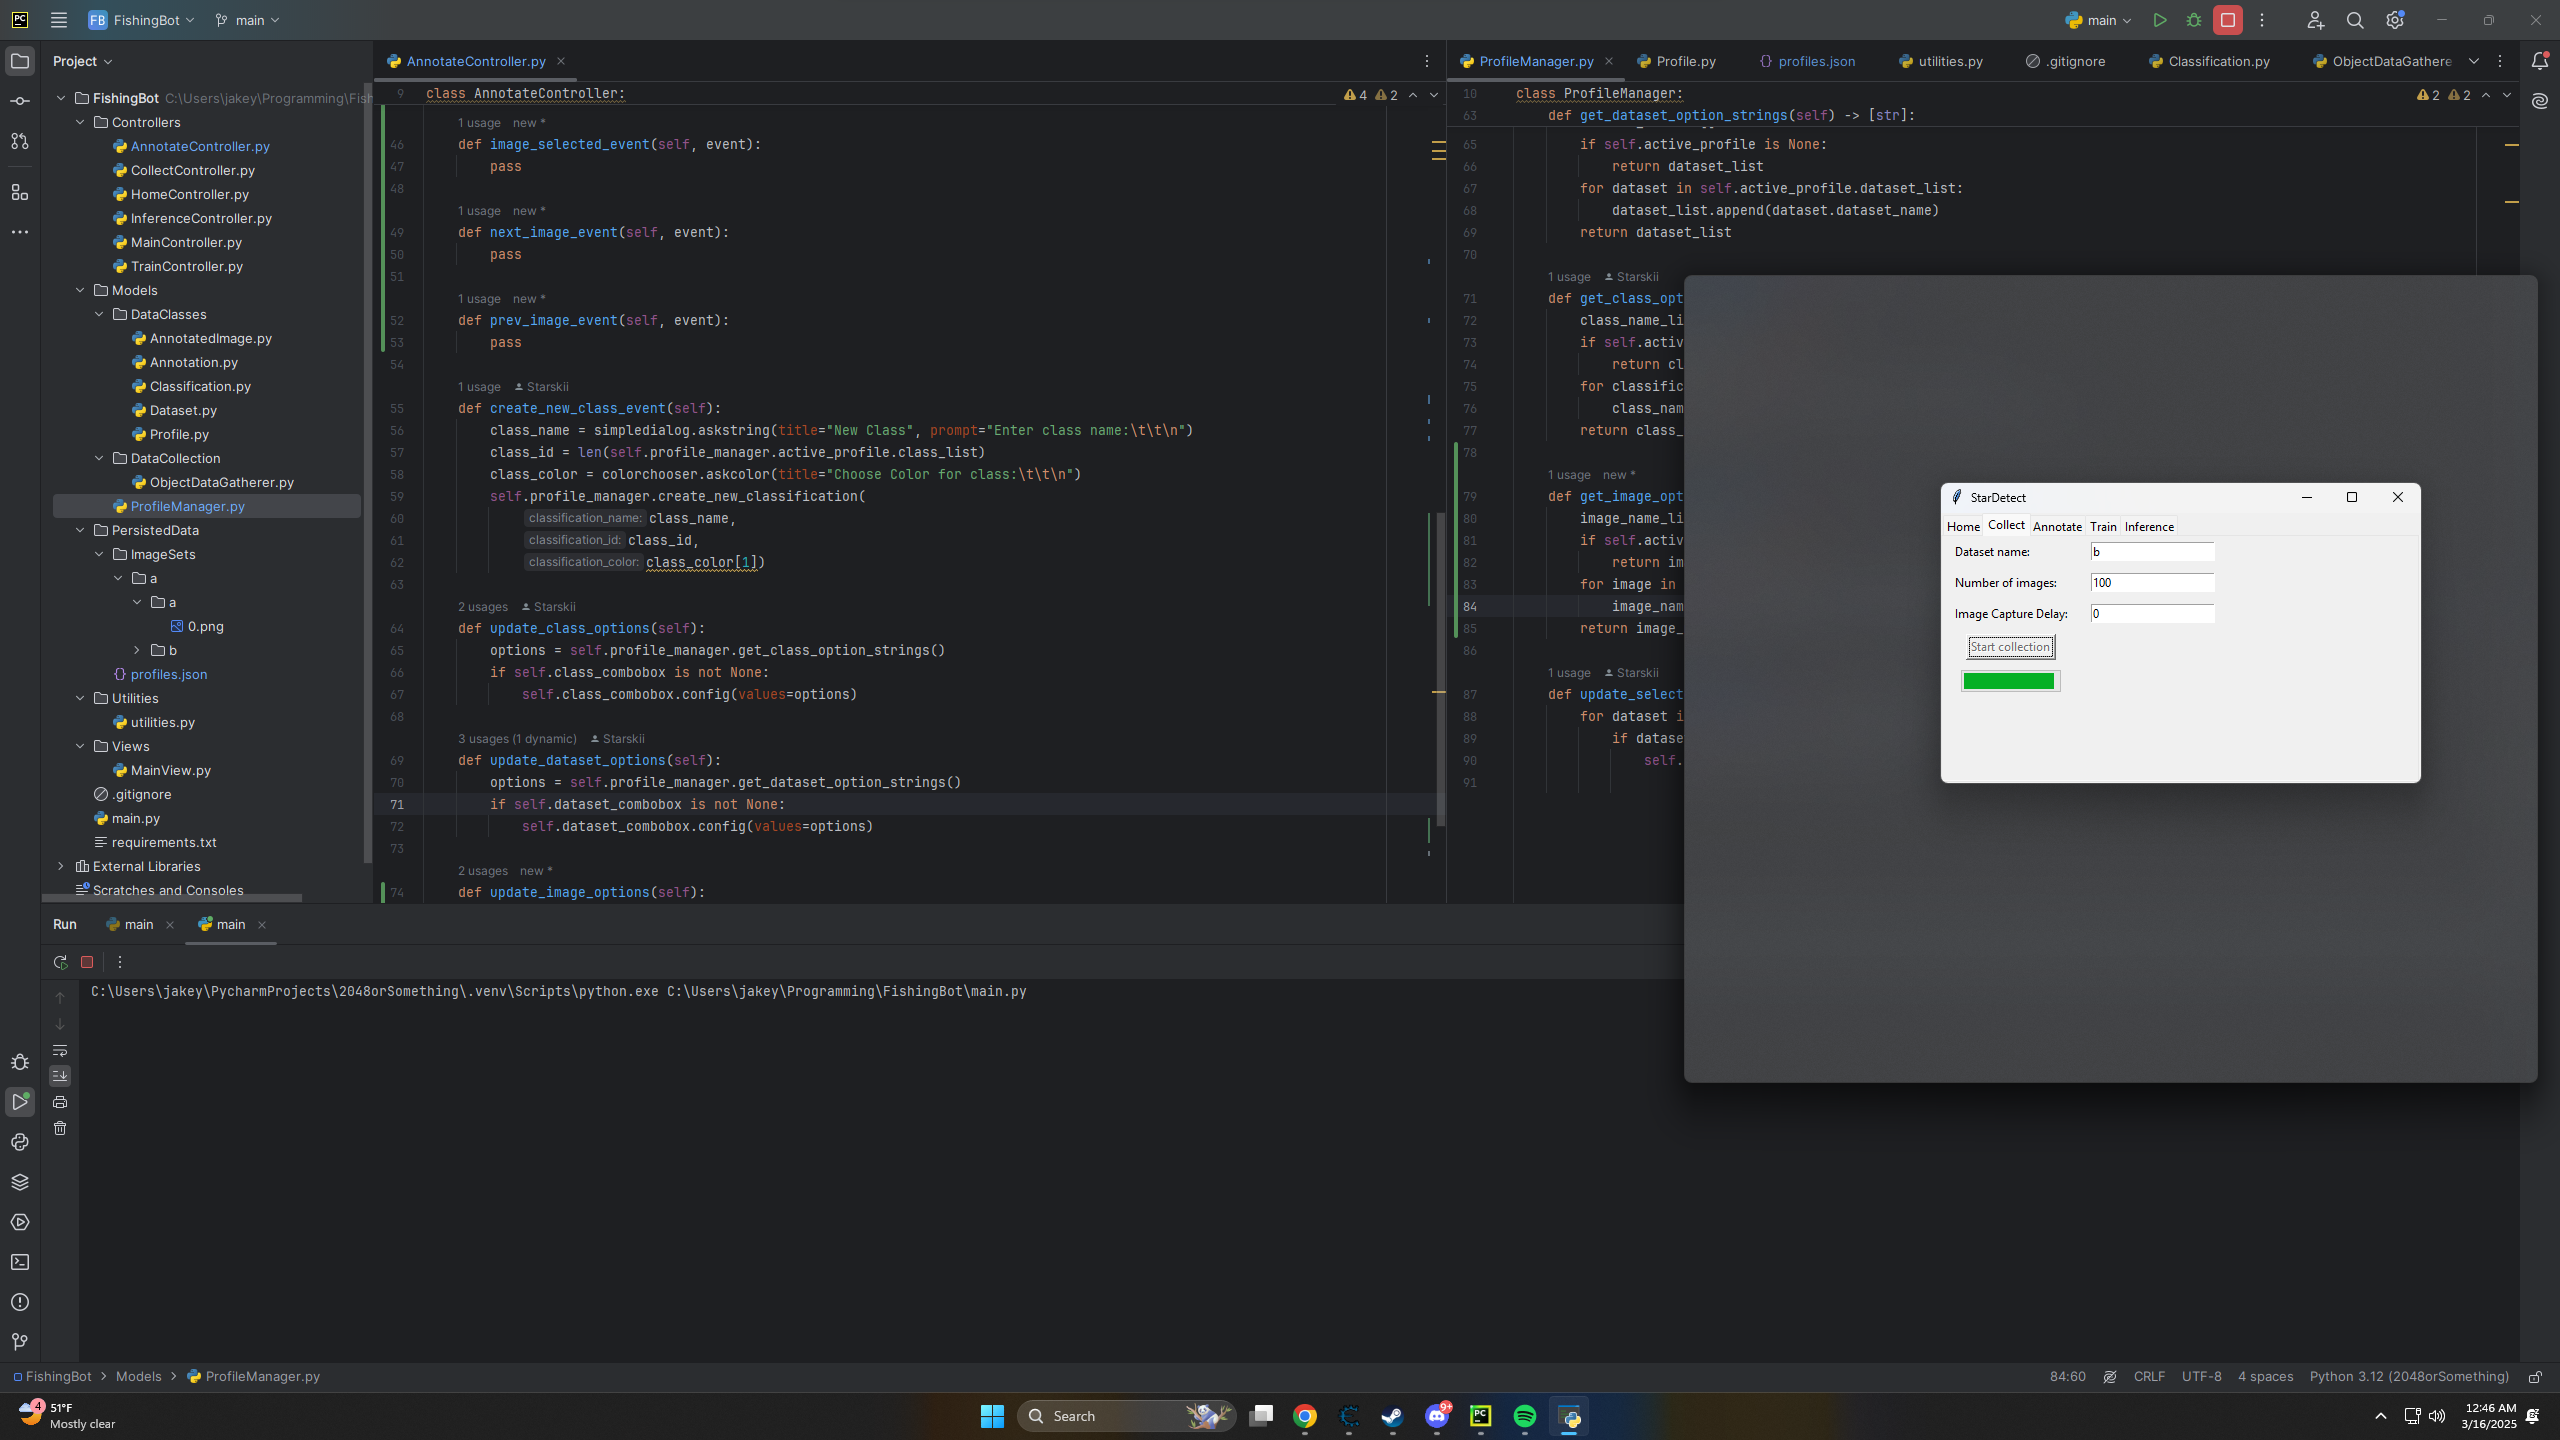 PC
FB FishingBot main
main
Project
AnnotateController.py
ProfileManager.py Profile.py {} profiles.json utilities.py .gitignore Classification.py ObjectDataGathere
FishingBot C:\Users\jakey\Programming\Fish
Controllers
AnnotateController.py
CollectController.py
HomeController.py
InferenceController.py
MainController.py
TrainController.py
Models
DataClasses
AnnotatedImage.py
Annotation.py
Classification.py
Dataset.py
Profile.py
DataCollection
ObjectDataGatherer.py
ProfileManager.py
PersistedData
ImageSets
a
a
0.png
b
{} profiles.json
Utilities
utilities.py
Views
MainView.py
.gitignore
main.py
requirements.txt
External Libraries
Scratches and Consoles
9 class AnnotateController:
4 2
1 usage new *
46 def image_selected_event(self, event):
47 pass
48
1 usage new *
49 def next_image_event(self, event):
50 pass
51
1 usage new *
52 def prev_image_event(self, event):
53 pass
54
1 usage Starskii
55 def create_new_class_event(self):
56 class_name = simpledialog.askstring(title="New Class", prompt="Enter class name:\t\t\n")
57 class_id = len(self.profile_manager.active_profile.class_list)
58 class_color = colorchooser.askcolor(title="Choose Color for class:\t\t\n")
59 self.profile_manager.create_new_classification(
60 classification_name: class_name,
61 classification_id: class_id,
62 classification_color: class_color[1])
63
2 usages Starskii
64 def update_class_options(self):
65 options = self.profile_manager.get_class_option_strings()
66 if self.class_combobox is not None:
67 self.class_combobox.config(values=options)
68
3 usages (1 dynamic) Starskii
69 def update_dataset_options(self):
70 options = self.profile_manager.get_dataset_option_strings()
71 if self.dataset_combobox is not None:
72 self.dataset_combobox.config(values=options)
73
2 usages new *
74 def update_image_options(self):
10 class ProfileManager:
2 2
63 def get_dataset_option_strings(self) -> [str]:
65 if self.active_profile is None:
66 return dataset_list
67 for dataset in self.active_profile.dataset_list:
68 dataset_list.append(dataset.dataset_name)
69 return dataset_list
70
1 usage Starskii
71 def get_class_opt
72 class_name_li
73 if self.activ
74 return cl
75 for classific
76 class_nam
77 return class_
78
1 usage new *
79 def get_image_opt
80 image_name_li
81 if self.activ
82 return im
83 for image in
84 image_nam
85 return image_
86
1 usage Starskii
87 def update_select
88 for dataset i
89 if datase
90 self.
91
StarDetect
Home Collect Annotate Train Inference
Dataset name: b
Number of images: 100
Image Capture Delay: 0
Start collection
Run main main
C:\Users\jakey\PycharmProjects\2048orSomething\.venv\Scripts\python.exe C:\Users\jakey\Programming\FishingBot\main.py
FishingBot > Models > ProfileManager.py
84:60 CRLF UTF-8 4 spaces Python 3.12 (2048orSomething)
4
51°F
Mostly clear
Search
9+
PC
12:46 AM
3/16/2025